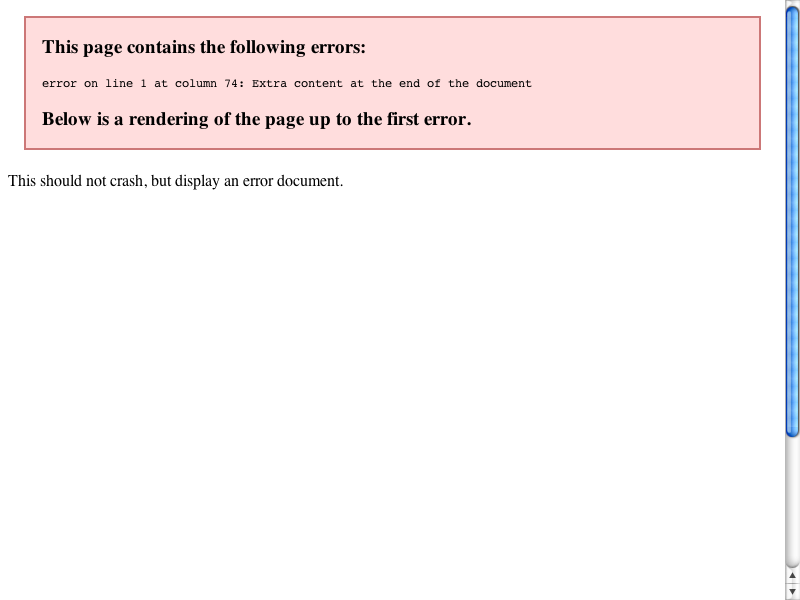 This page contains the following errors:
error on line 1 at column 74: Extra content at the end of the document
Below is a rendering of the page up to the first error.
This should not crash, but display an error document.